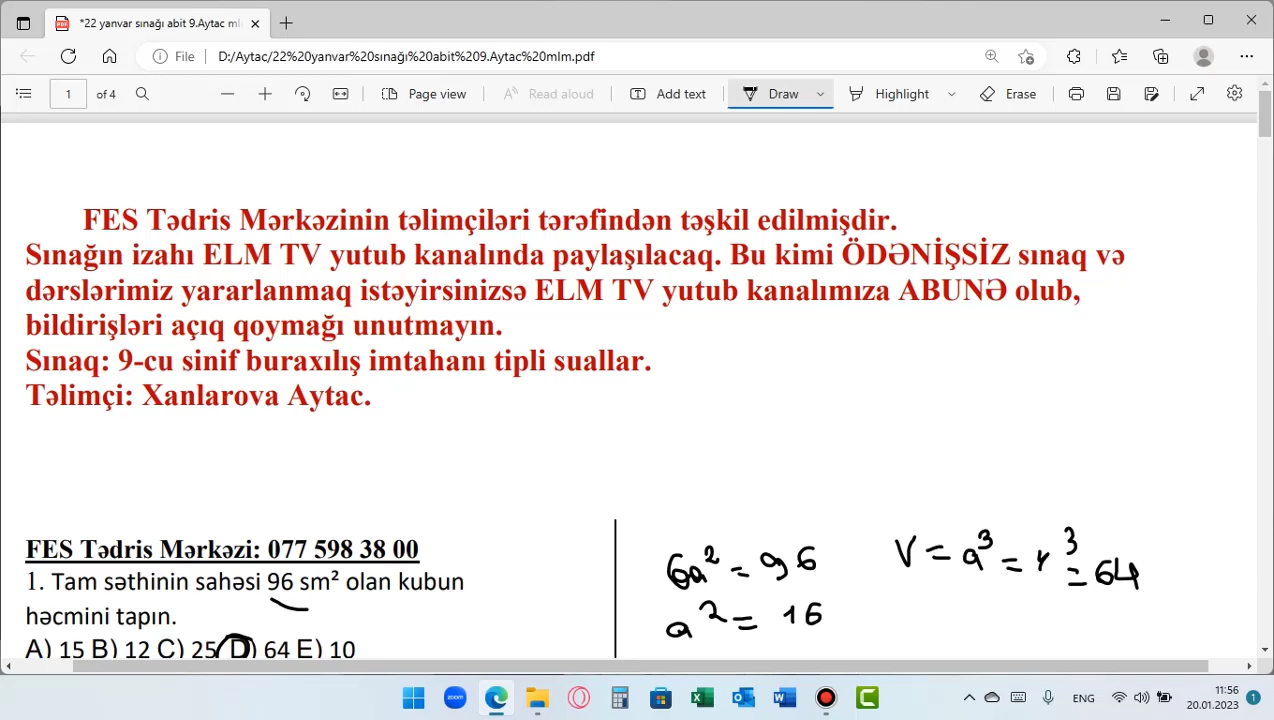 *22 yanvar sınağı abit 9.Aytac ml
File D:/Aytac/22%20yanvar%20sınağı%20abit%209.Aytac%20mlm.pdf
1 of 4 Page view Read aloud Add text Draw Highlight Erase
FES Tədris Mərkəzinin təlimçiləri tərəfindən təşkil edilmişdir.
Sınağın izahı ELM TV yutub kanalında paylaşılacaq. Bu kimi ÖDƏNİŞSİZ sınaq və
dərslərimiz yararlanmaq istəyirsinizsə ELM TV yutub kanalımıza ABUNƏ olub,
bildirişləri açıq qoymağı unutmayın.
Sınaq: 9-cu sinif buraxılış imtahanı tipli suallar.
Təlimçi: Xanlarova Aytac.
FES Tədris Mərkəzi: 077 598 38 00
1. Tam səthinin sahəsi 96 sm² olan kubun
həcmini tapın.
A) 15 B) 12 C) 25 D) 64 E) 10
6a² = 96
a² = 16
V = a³ = 4³ = 64
zoom
ENG
11:56
20.01.2023
1